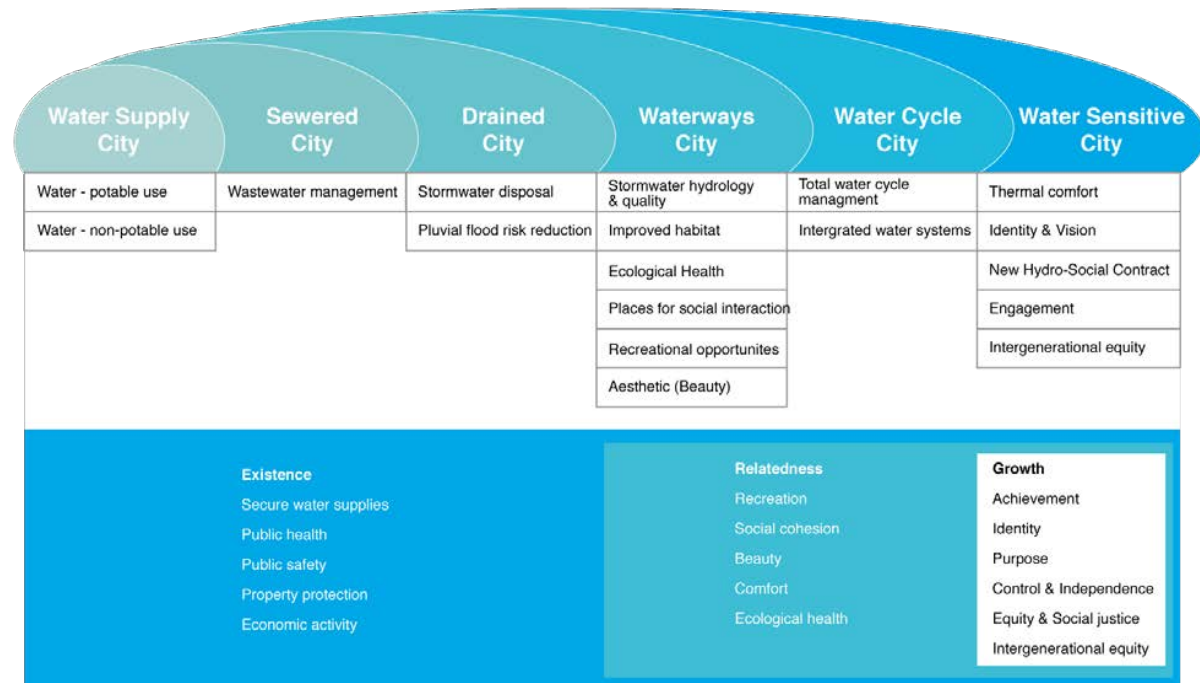 Water Supply
City
Sewered
City
Drained
City
Waterways
City
Water Cycle
City
Water Sensitive
City
Water - potable use
Water - non-potable use
Wastewater management
Stormwater disposal
Pluvial flood risk reduction
Stormwater hydrology
& quality
Improved habitat
Ecological Health
Places for social interaction
Recreational opportunites
Aesthetic (Beauty)
Total water cycle
managment
Intergrated water systems
Thermal comfort
Identity & Vision
New Hydro-Social Contract
Engagement
Intergenerational equity
Existence
Secure water supplies
Public health
Public safety
Property protection
Economic activity
Relatedness
Recreation
Social cohesion
Beauty
Comfort
Ecological health
Growth
Achievement
Identity
Purpose
Control & Independence
Equity & Social justice
Intergenerational equity